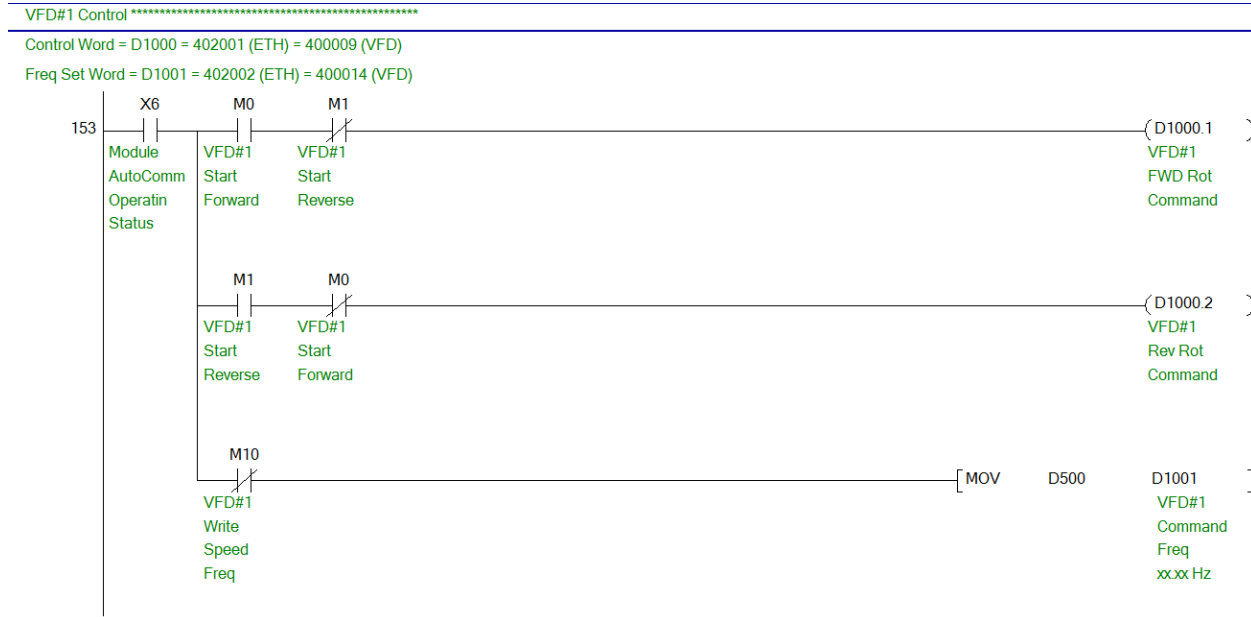 VFD#1 Control **************************************************
Control Word = D1000 = 402001 (ETH) = 400009 (VFD)
Freq Set Word = D1001 = 402002 (ETH) = 400014 (VFD)
X6 M0 M1
153 D1000.1
Module VFD#1 VFD#1 VFD#1
AutoComm Start Start FWD Rot
Operatin Forward Reverse Command
Status
M1 M0
D1000.2
VFD#1 VFD#1 VFD#1
Start Start Rev Rot
Reverse Forward Command
M10
MOV D500 D1001
VFD#1 VFD#1
Write Command
Speed Freq
Freq xx.xx Hz